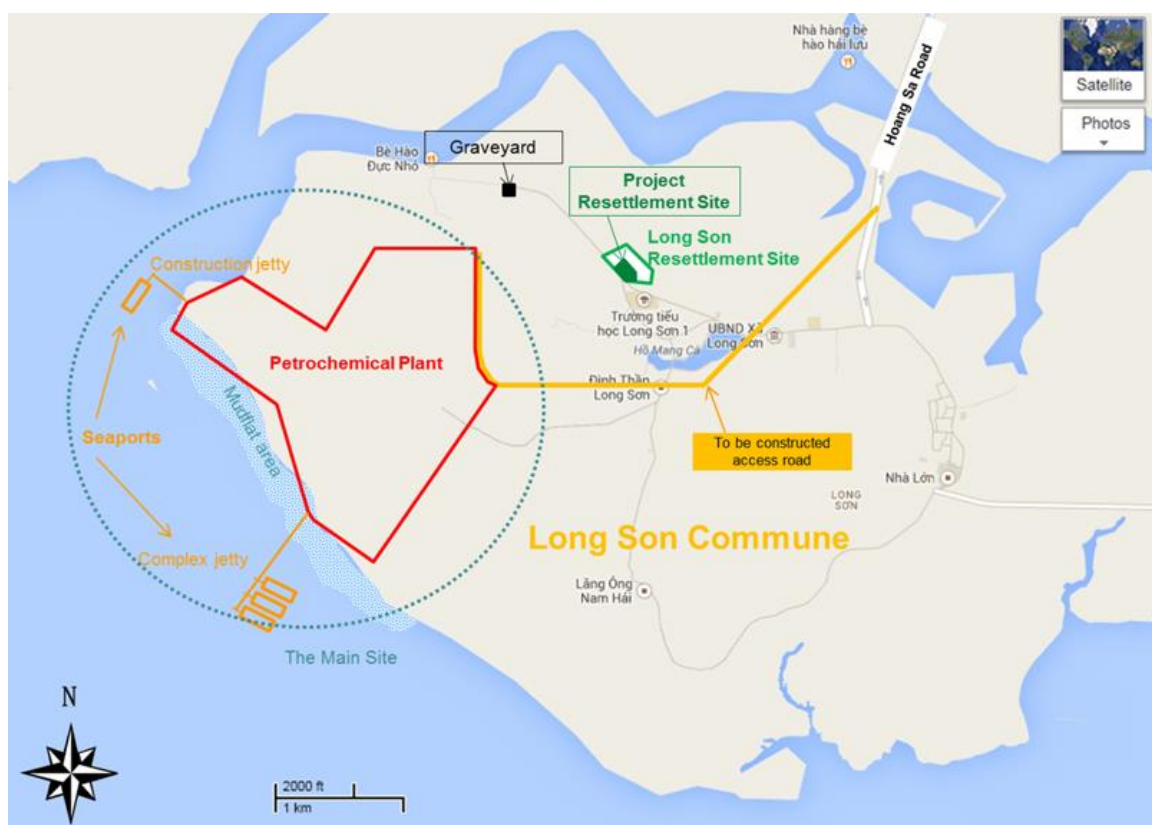 Nhà hàng bè
hào hải lưu
Hoang Sa Road
Satellite
Photos
Bè Hào
Đực Nhỏ
Graveyard
Project
Resettlement Site
Long Son
Resettlement Site
Construction jetty
Trường tiểu
học Long Sơn 1
UBND Xã
Long Sơn
Hồ Mang Cá
Petrochemical Plant
Đình Thần
Long Sơn
Mudflat area
Seaports
To be constructed
access road
Nhà Lớn
LONG
SƠN
Long Son Commune
Complex jetty
Lăng Ông
Nam Hải
The Main Site
N
2000 ft
1 km